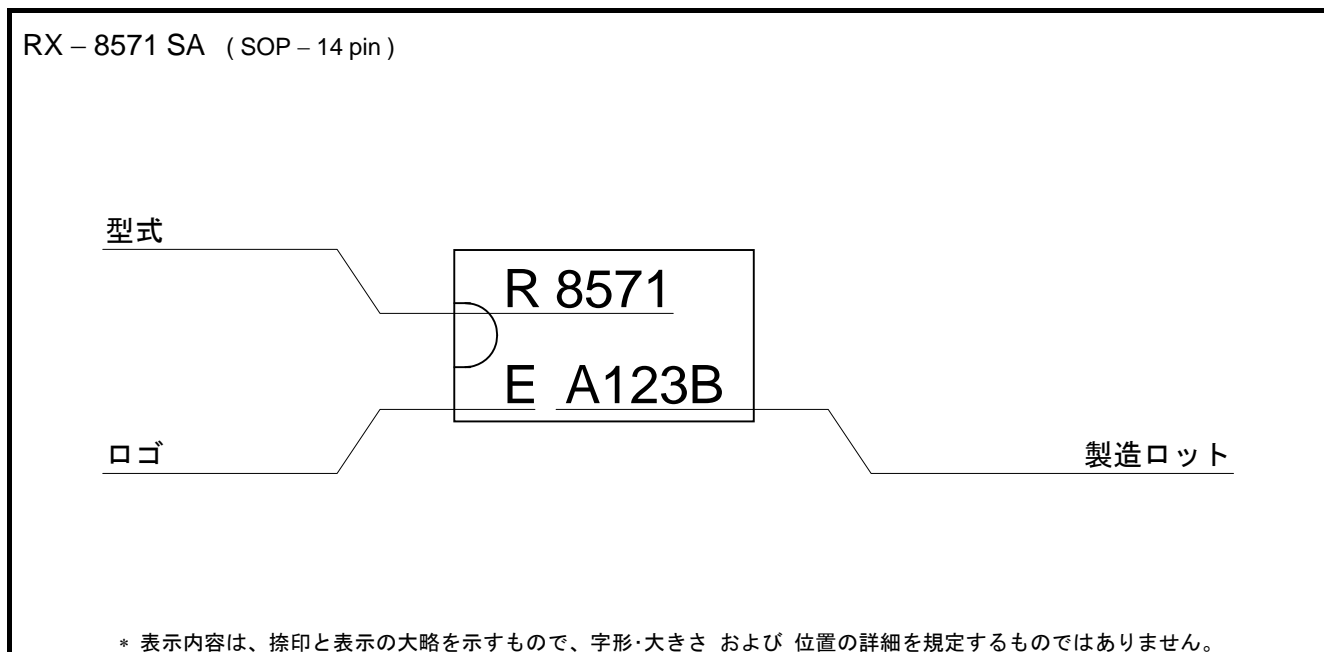 RX – 8571 SA ( SOP – 14 pin )
型式
R 8571
E A123B
ロゴ
製造ロット
* 表示内容は、捺印と表示の大略を示すもので、字形･大きさ および 位置の詳細を規定するものではありません。